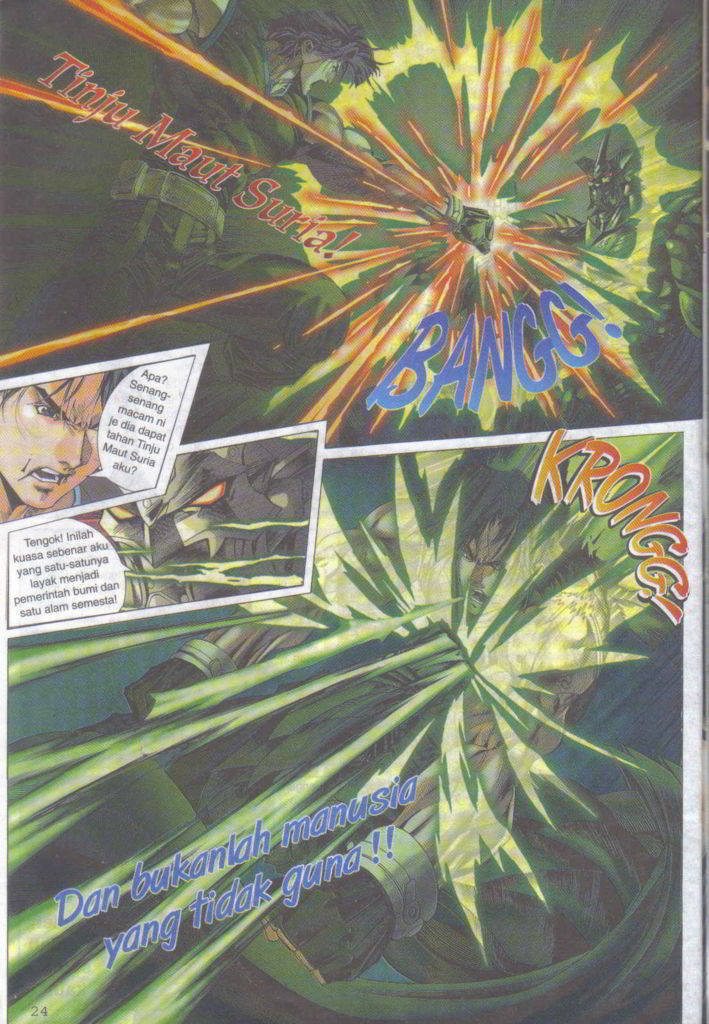 Tinju Maut Suria!
BANGG!
Apa?
Senang-
senang
macam ni
je dia dapat
tahan Tinju
Maut Suria
aku?
Tengok! Inilah
kuasa sebenar aku
yang satu-satunya
layak menjadi
pemerintah bumi dan
satu alam semesta!
KRONGG!
Dan bukanlah manusia
yang tidak guna!!
24